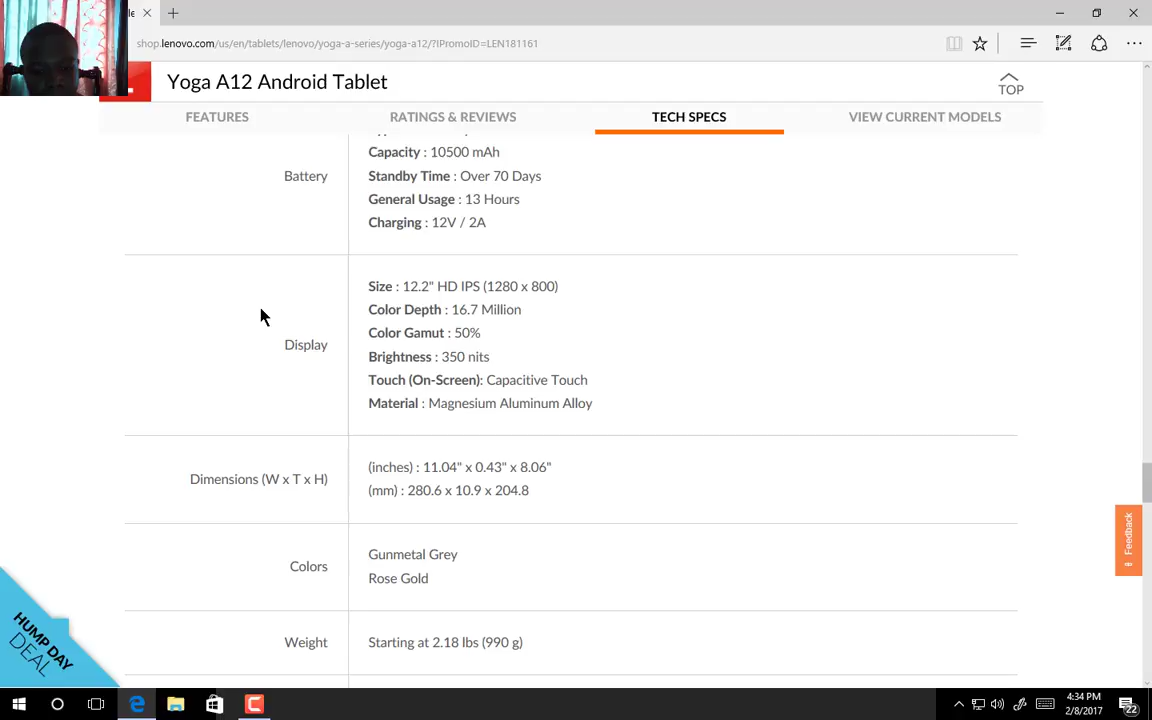 shop.lenovo.com/us/en/tablets/lenovo/yoga-a-series/yoga-a12/?IPromoID=LEN181161
Yoga A12 Android Tablet
TOP
FEATURES
RATINGS & REVIEWS
TECH SPECS
VIEW CURRENT MODELS
Battery
Capacity : 10500 mAh
Standby Time : Over 70 Days
General Usage : 13 Hours
Charging : 12V / 2A
Display
Size : 12.2" HD IPS (1280 x 800)
Color Depth : 16.7 Million
Color Gamut : 50%
Brightness : 350 nits
Touch (On-Screen): Capacitive Touch
Material : Magnesium Aluminum Alloy
Dimensions (W x T x H)
(inches) : 11.04" x 0.43" x 8.06"
(mm) : 280.6 x 10.9 x 204.8
Colors
Gunmetal Grey
Rose Gold
Weight
Starting at 2.18 lbs (990 g)
Feedback
HUMP DAY
DEAL
4:34 PM
2/8/2017
22